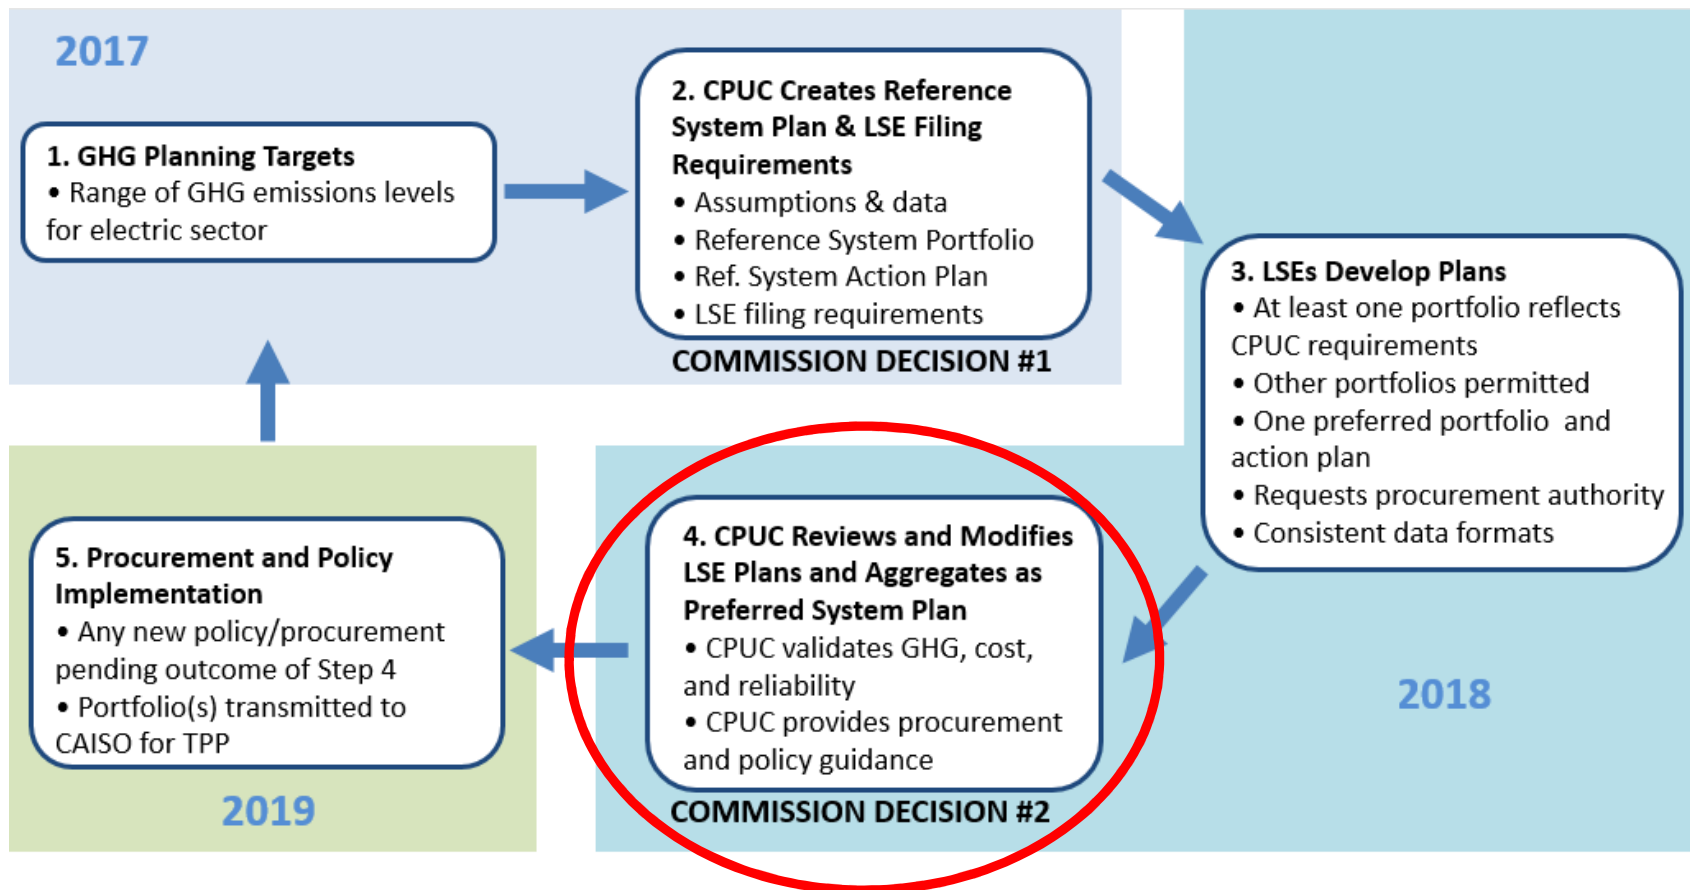 2017
1. GHG Planning Targets
• Range of GHG emissions levels
for electric sector
2. CPUC Creates Reference
System Plan & LSE Filing
Requirements
• Assumptions & data
• Reference System Portfolio
• Ref. System Action Plan
• LSE filing requirements
COMMISSION DECISION #1
3. LSEs Develop Plans
• At least one portfolio reflects
CPUC requirements
• Other portfolios permitted
• One preferred portfolio and
action plan
• Requests procurement authority
• Consistent data formats
2018
4. CPUC Reviews and Modifies
LSE Plans and Aggregates as
Preferred System Plan
• CPUC validates GHG, cost,
and reliability
• CPUC provides procurement
and policy guidance
COMMISSION DECISION #2
5. Procurement and Policy
Implementation
• Any new policy/procurement
pending outcome of Step 4
• Portfolio(s) transmitted to
CAISO for TPP
2019